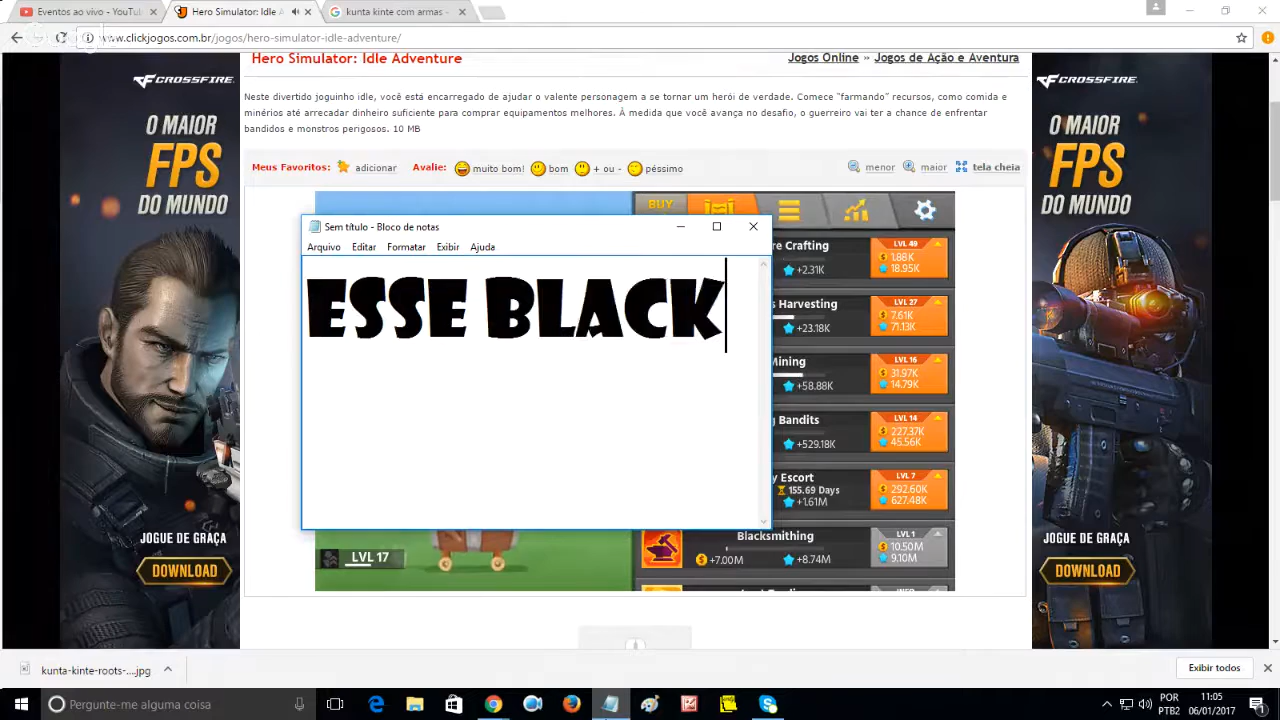 Eventos ao vivo - YouTu
Hero Simulator: Idle A
kunta kinte com armas -
www.clickjogos.com.br/jogos/hero-simulator-idle-adventure/
Hero Simulator: Idle Adventure
Jogos Online » Jogos de Ação e Aventura
Neste divertido joguinho idle, você está encarregado de ajudar o valente personagem a se tornar um herói de verdade. Comece "farmando" recursos, como comida e
minérios até arrecadar dinheiro suficiente para comprar equipamentos melhores. À medida que você avança no desafio, o guerreiro vai ter a chance de enfrentar
bandidos e monstros perigosos. 10 MB
Meus Favoritos: adicionar Avalie: muito bom! bom + ou - péssimo menor maior tela cheia
CROSSFIRE
O MAIOR
FPS
DO MUNDO
JOGUE DE GRAÇA
DOWNLOAD
BUY
Sem título - Bloco de notas
Arquivo Editar Formatar Exibir Ajuda
ESSE BLACK
re Crafting
+2.31K
LVL 49
1.88K
18.95K
s Harvesting
+23.18K
LVL 27
7.61K
71.13K
Mining
+58.88K
LVL 16
31.97K
14.79K
g Bandits
+529.18K
LVL 14
227.37K
45.56K
y Escort
155.69 Days
+1.61M
LVL 7
292.60K
627.48K
Blacksmithing
+7.00M +8.74M
LVL 1
10.50M
9.10M
LVL 17
CROSSFIRE
O MAIOR
FPS
DO MUNDO
JOGUE DE GRAÇA
DOWNLOAD
kunta-kinte-roots-....jpg
Exibir todos
Pergunte-me alguma coisa
POR
PTB2
11:05
06/01/2017
1